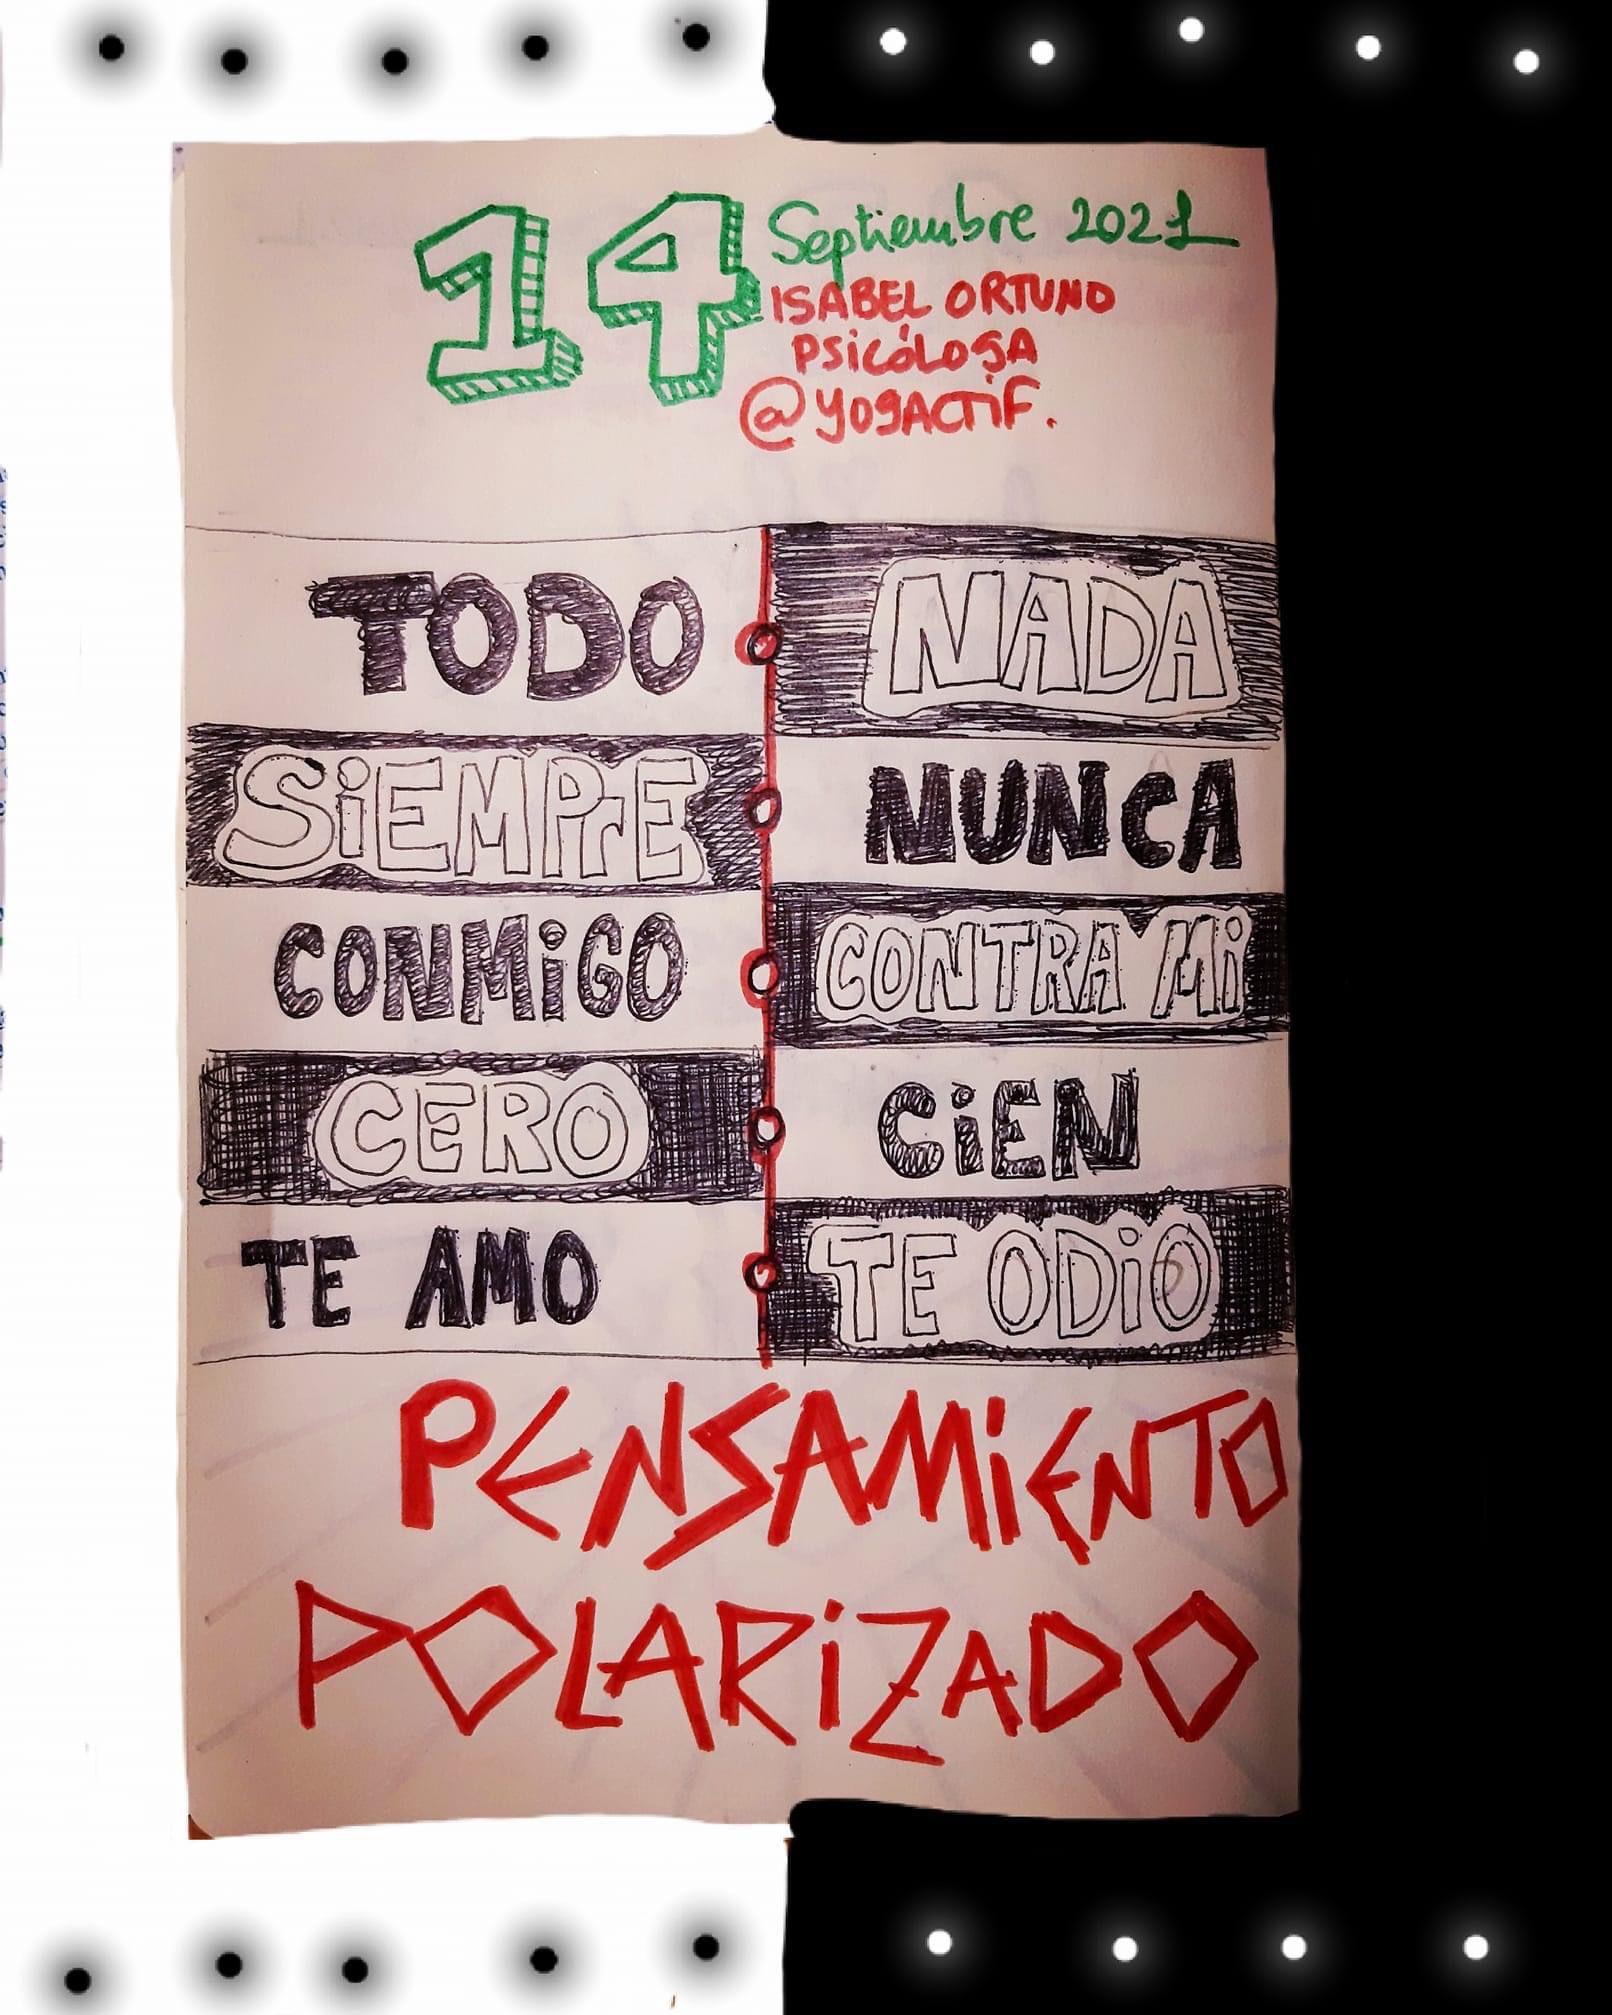 14 Septiembre 2021
ISABEL ORTUNO
PSICÓLOGA
@YOGACTIF.
TODO NADA
SiEMPrE NUNCA
CONMiGO CONTRA Mi
CERO CiEN
TE AMO TE ODiO
PENSAMiENTO
POLARiZADO